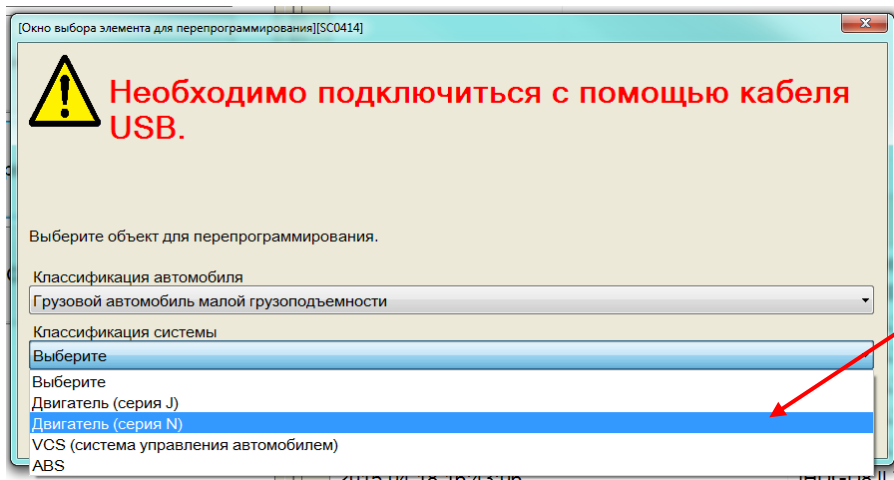 [Окно выбора элемента для перепрограммирования][SC0414]
Необходимо подключиться с помощью кабеля
USB.
Выберите объект для перепрограммирования.
Классификация автомобиля
Грузовой автомобиль малой грузоподъемности
Классификация системы
Выберите
Выберите
Двигатель (серия J)
Двигатель (серия N)
VCS (система управления автомобилем)
ABS